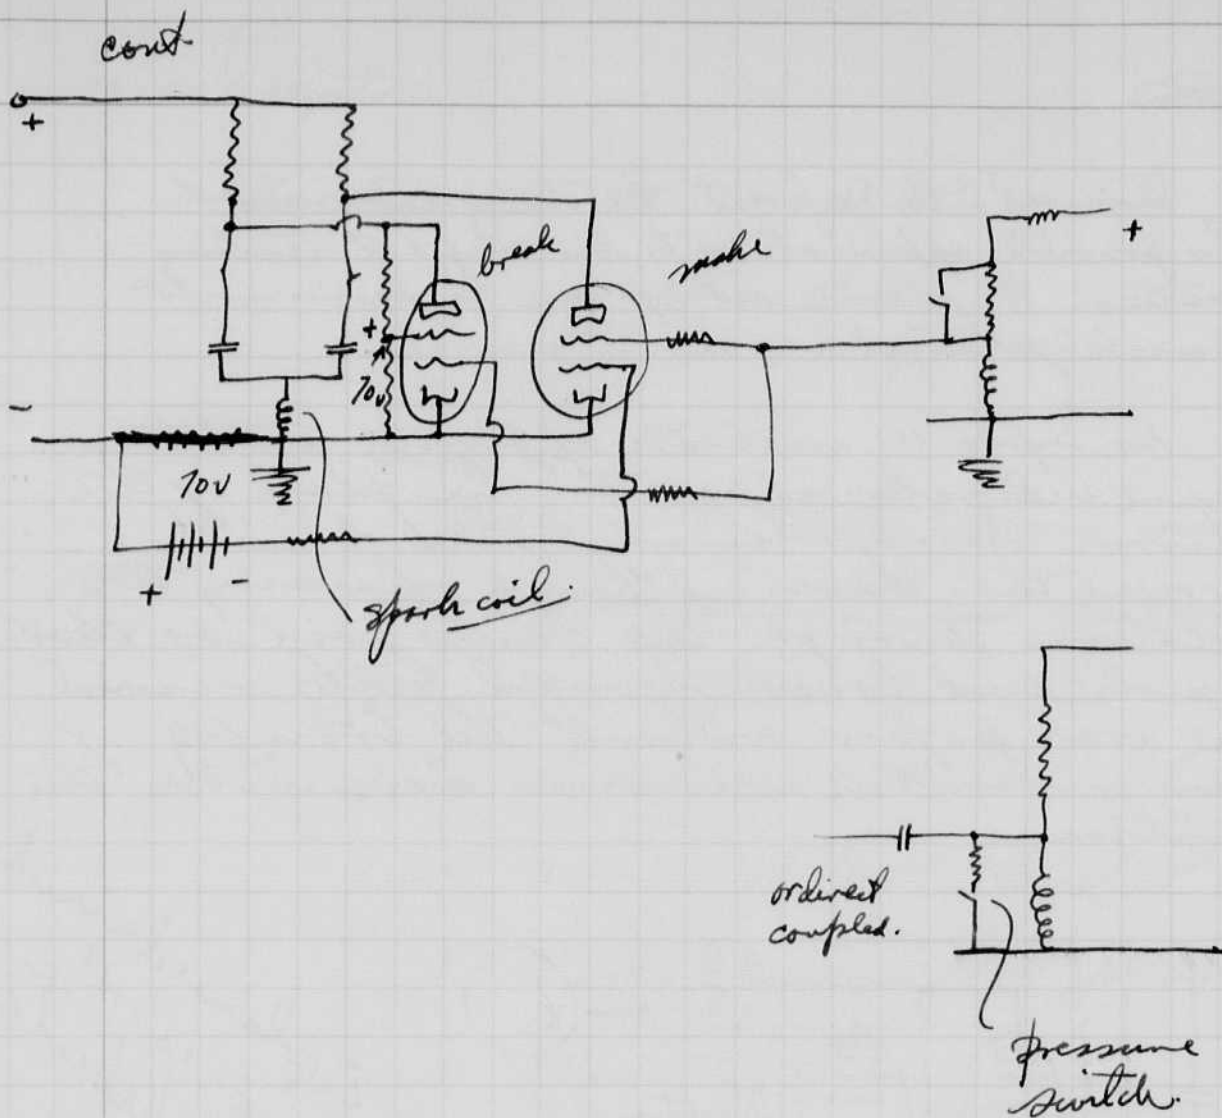 cont.
+
break
make
+
+
70v
-
70v
+ -
spark coil.
or direct
coupled.
pressure
switch.